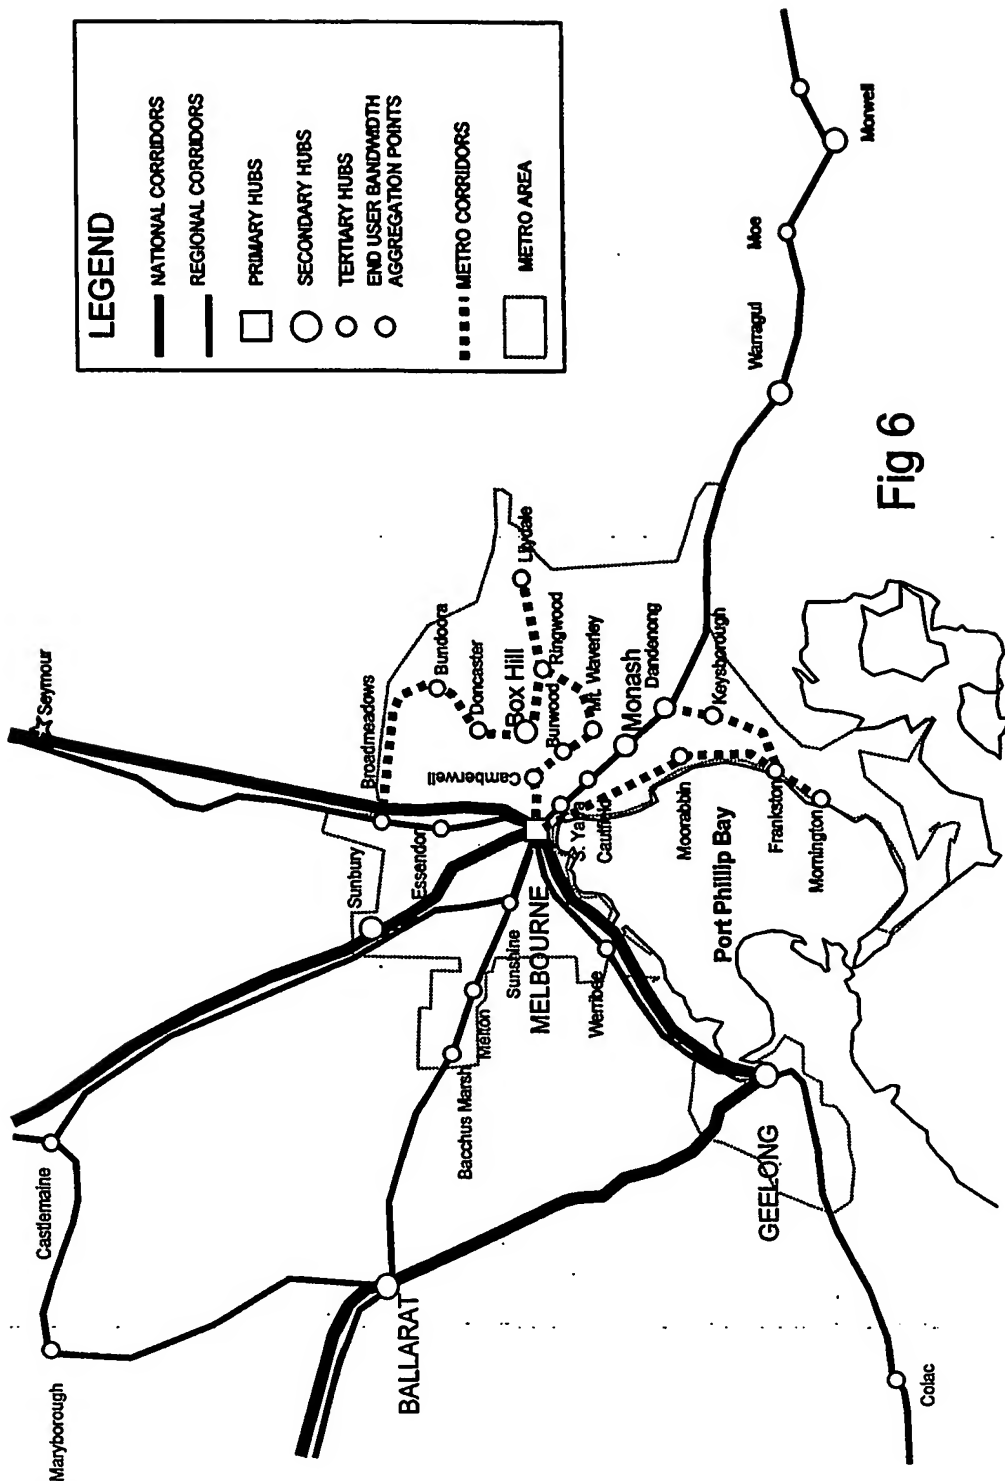 LEGEND
NATIONAL CORRIDORS
REGIONAL CORRIDORS
PRIMARY HUBS
SECONDARY HUBS
TERTIARY HUBS
END USER BANDWIDTH
AGGREGATION POINTS
METRO CORRIDORS
METRO AREA
Maryborough
Castlemaine
Seymour
Sunbury
Broadmeadows
Essendon
Bundoora
Doncaster
Box Hill
Lilydale
Ringwood
Burwood
Mt. Waverley
Camberwell
BALLARAT
Bacchus Marsh
Melton
Sunshine
MELBOURNE
Werribee
S. Yarra
Caulfield
Monash
Dandenong
Keysborough
Moorabbin
Frankston
Mornington
Port Phillip Bay
GEELONG
Colac
Warragul
Moe
Morwell
Fig 6